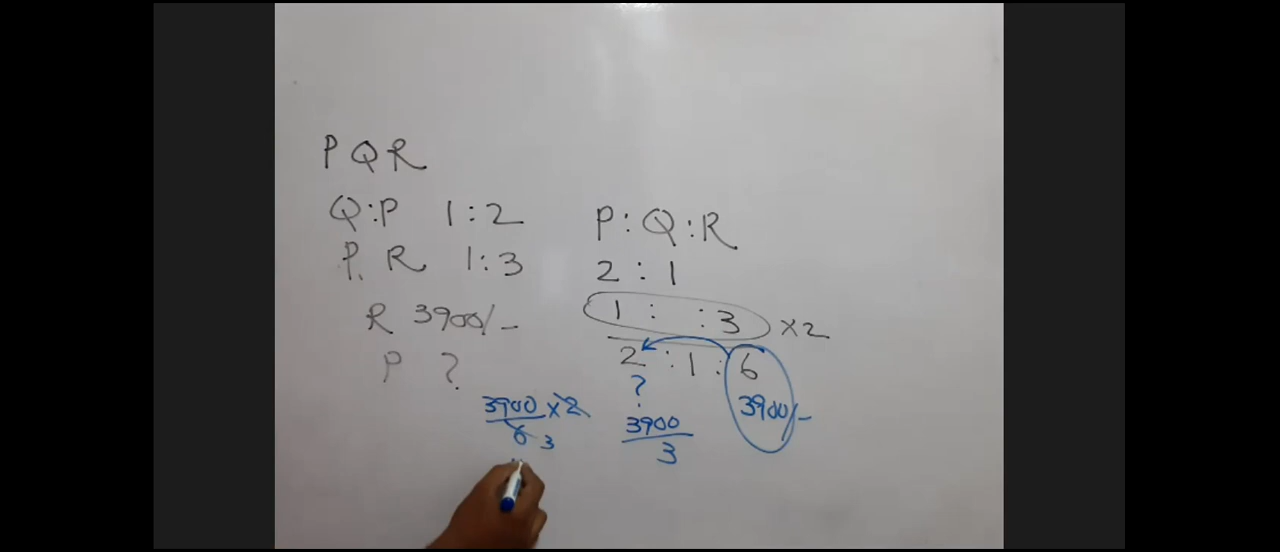 P Q R
Q:P 1:2
P. R 1:3
R 3900/-
P ?
P:Q:R
2 : 1
1 : : 3 ×2
2 : 1 : 6
?
3900/-
3900 × 2
6 3
3900
3